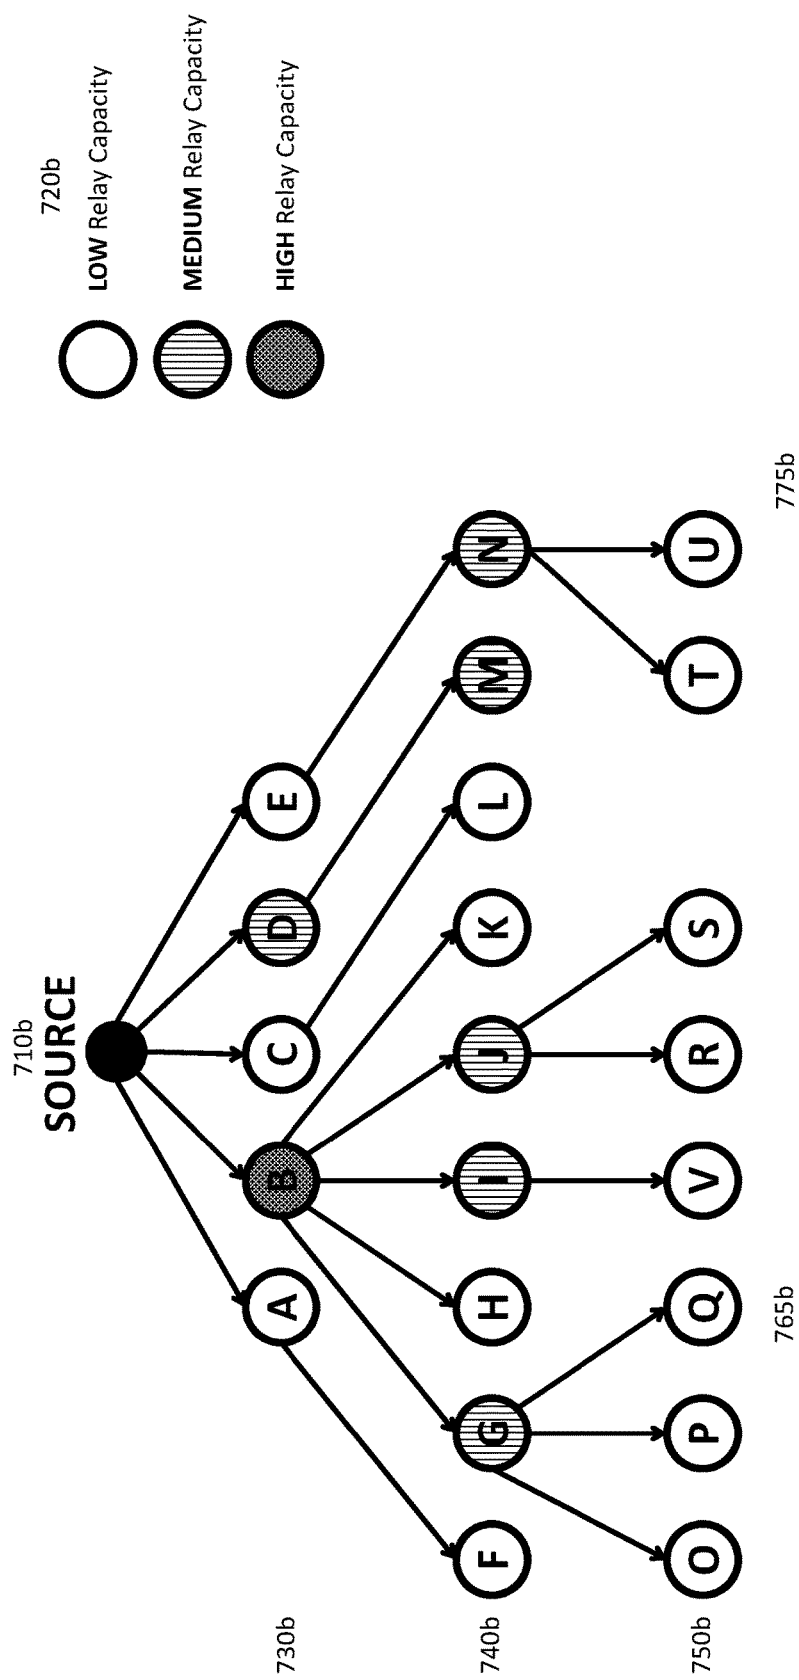 710b
SOURCE
720b
LOW Relay Capacity
MEDIUM Relay Capacity
HIGH Relay Capacity
730b
A
B
C
D
E
740b
F
G
H
I
J
K
L
M
N
750b
O
P
Q
V
R
S
T
U
765b
775b